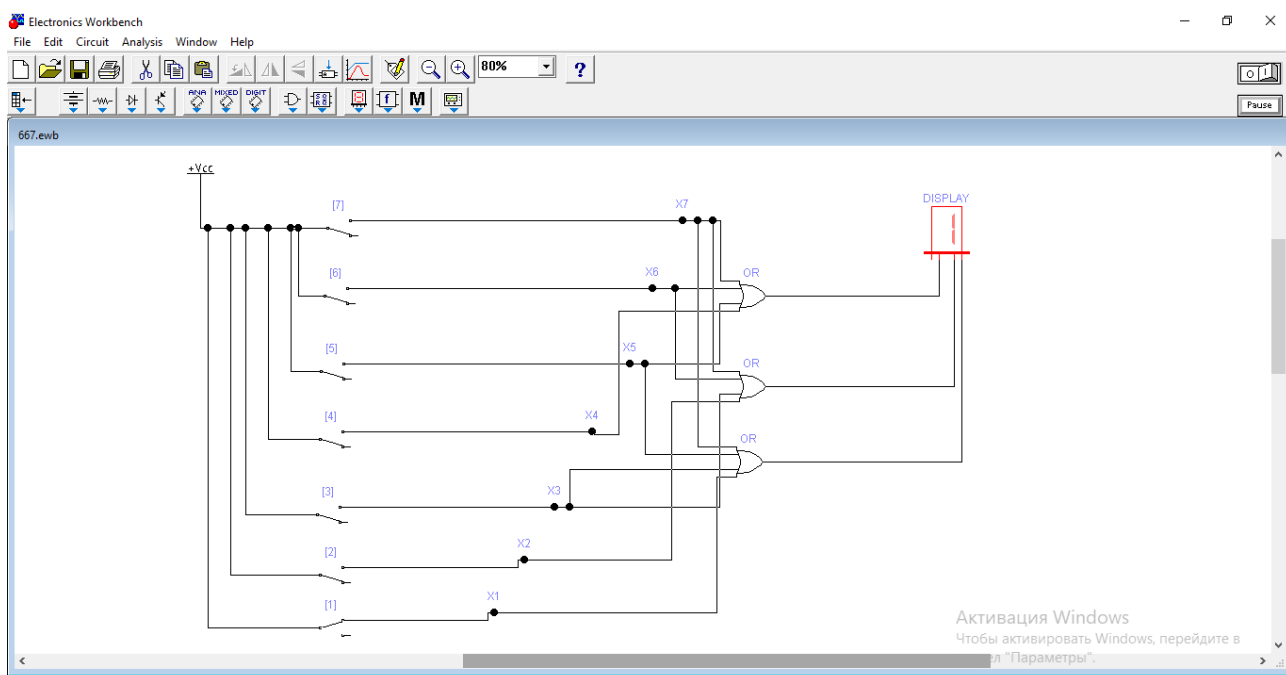 Electronics Workbench
File Edit Circuit Analysis Window Help
80%
?
ANA MIXED DIGIT
M
Pause
667.ewb
+Vcc
DISPLAY
[7]
X7
[6]
X6
OR
[5]
X5
OR
[4]
X4
OR
[3]
X3
[2]
X2
[1]
X1
Активация Windows
Чтобы активировать Windows, перейдите в
ел "Параметры".